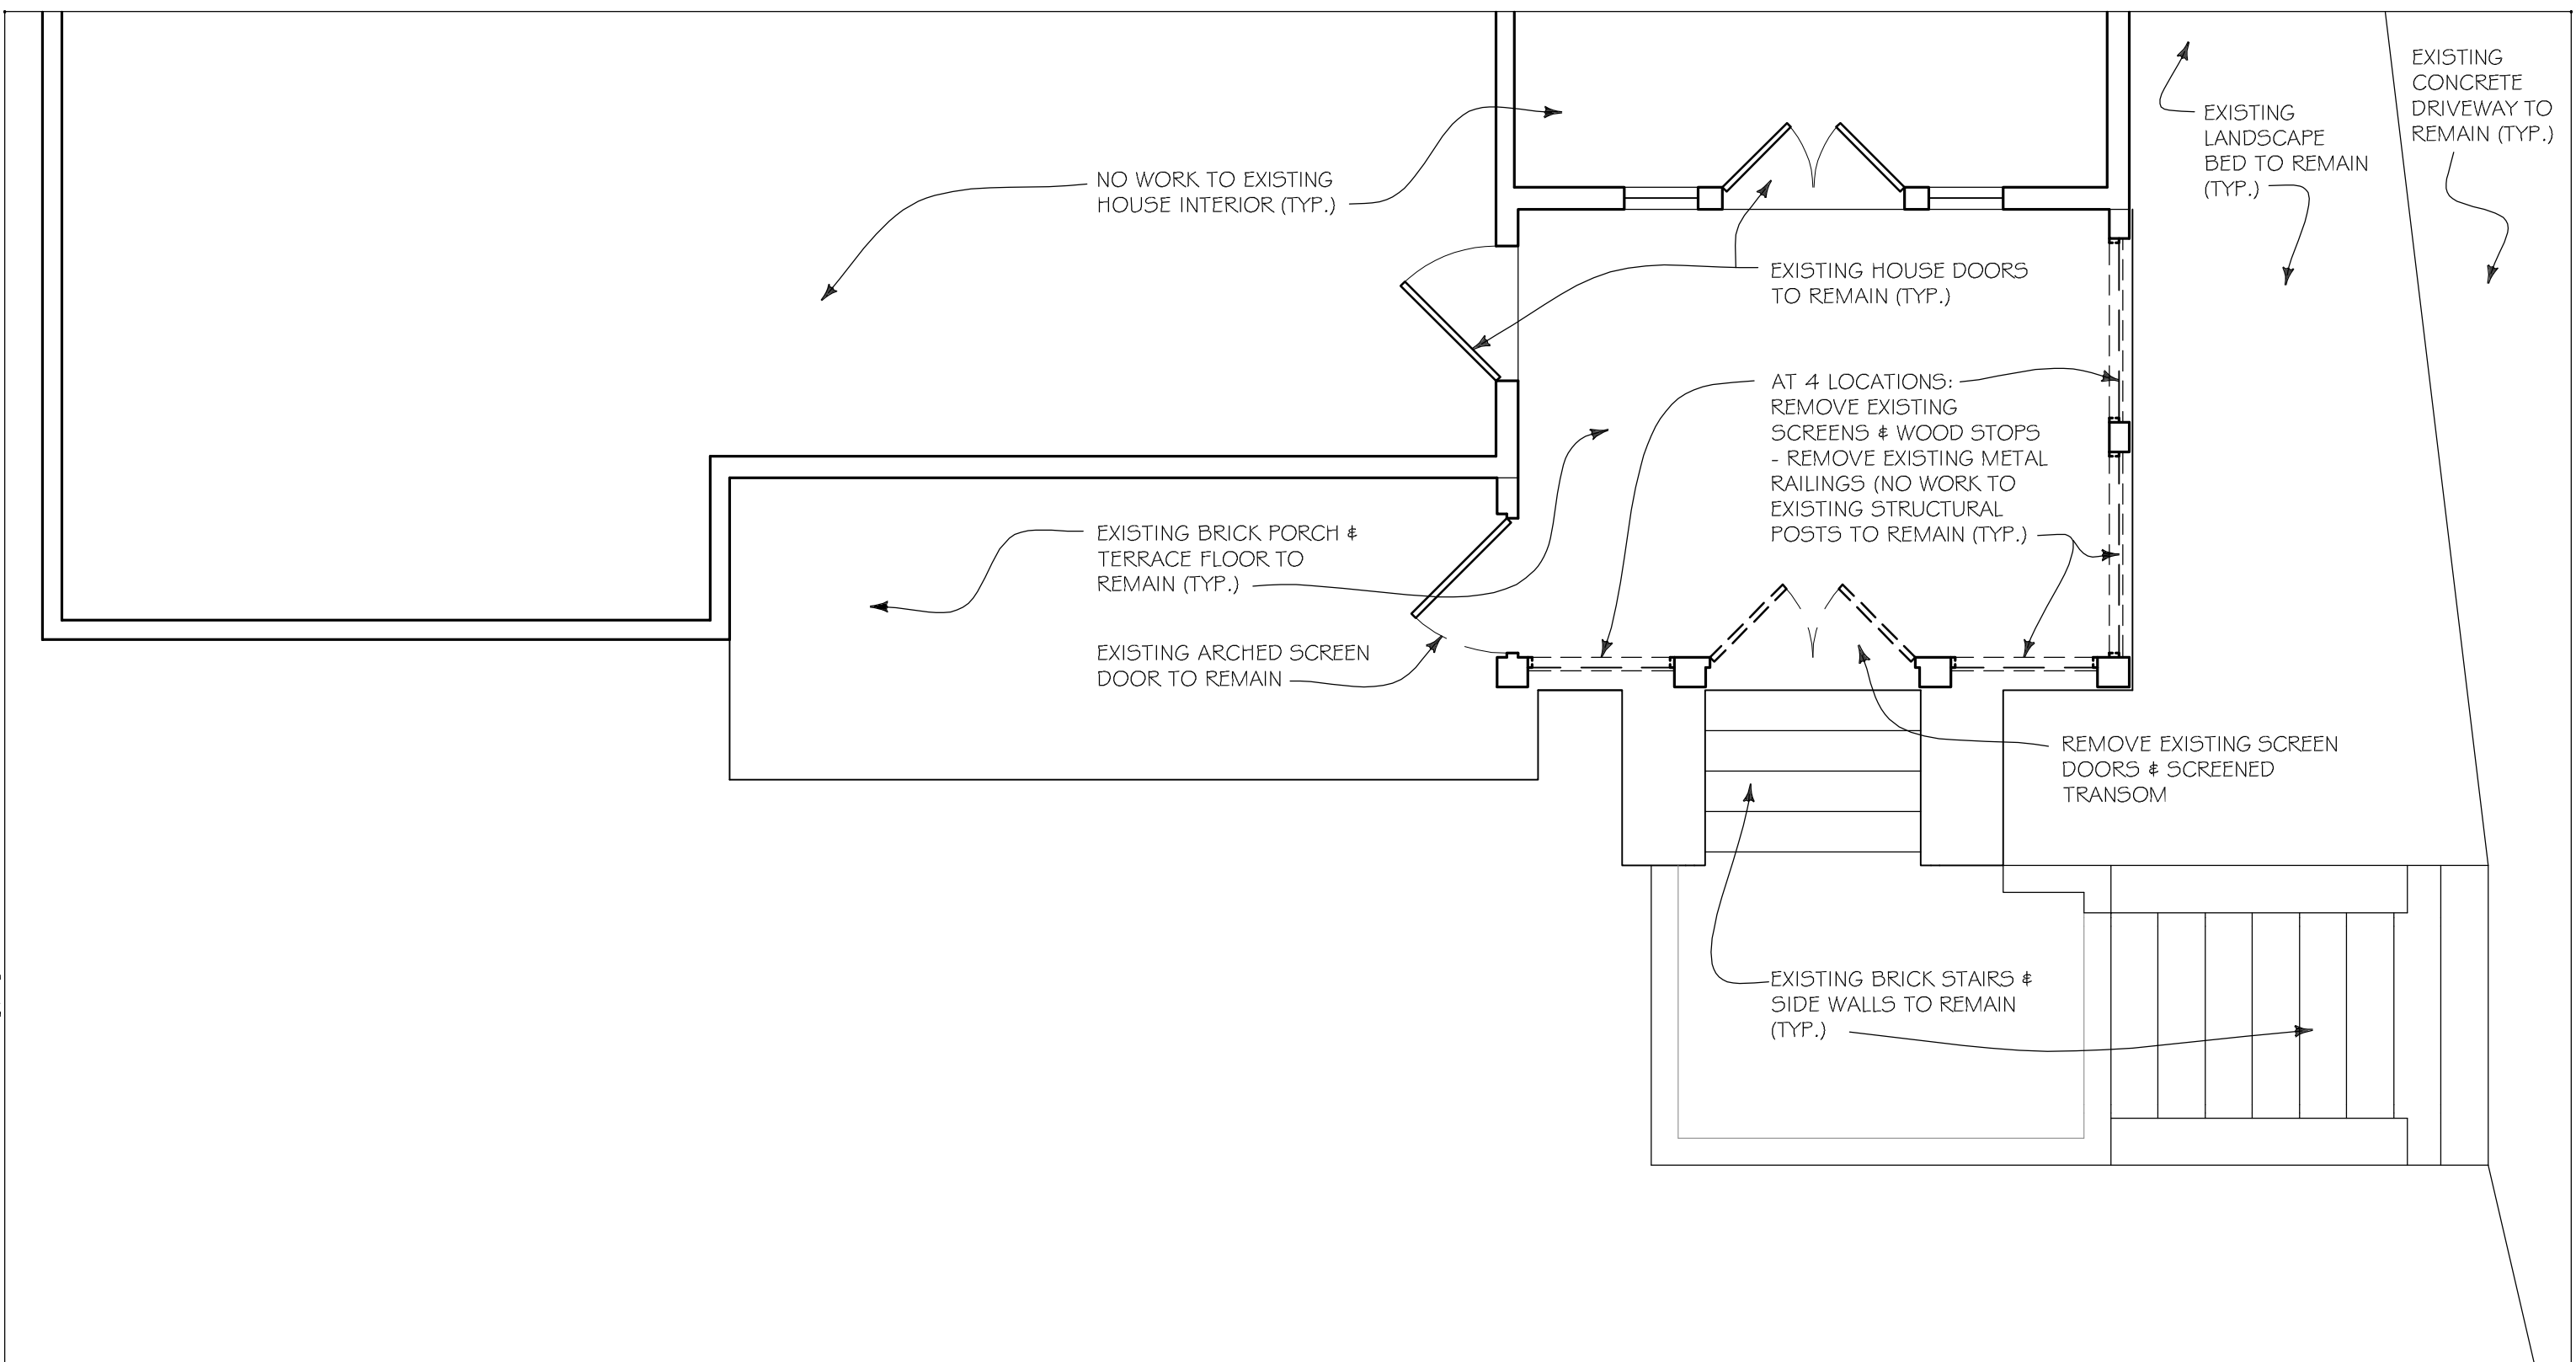 EXISTING
CONCRETE
DRIVEWAY TO
REMAIN (TYP.)
EXISTING
LANDSCAPE
BED TO REMAIN
(TYP.)
NO WORK TO EXISTING
HOUSE INTERIOR (TYP.)
EXISTING HOUSE DOORS
TO REMAIN (TYP.)
AT 4 LOCATIONS:
REMOVE EXISTING
SCREENS & WOOD STOPS
- REMOVE EXISTING METAL
RAILINGS (NO WORK TO
EXISTING STRUCTURAL
POSTS TO REMAIN (TYP.)
EXISTING BRICK PORCH &
TERRACE FLOOR TO
REMAIN (TYP.)
EXISTING ARCHED SCREEN
DOOR TO REMAIN
REMOVE EXISTING SCREEN
DOORS & SCREENED
TRANSOM
EXISTING BRICK STAIRS &
SIDE WALLS TO REMAIN
(TYP.)